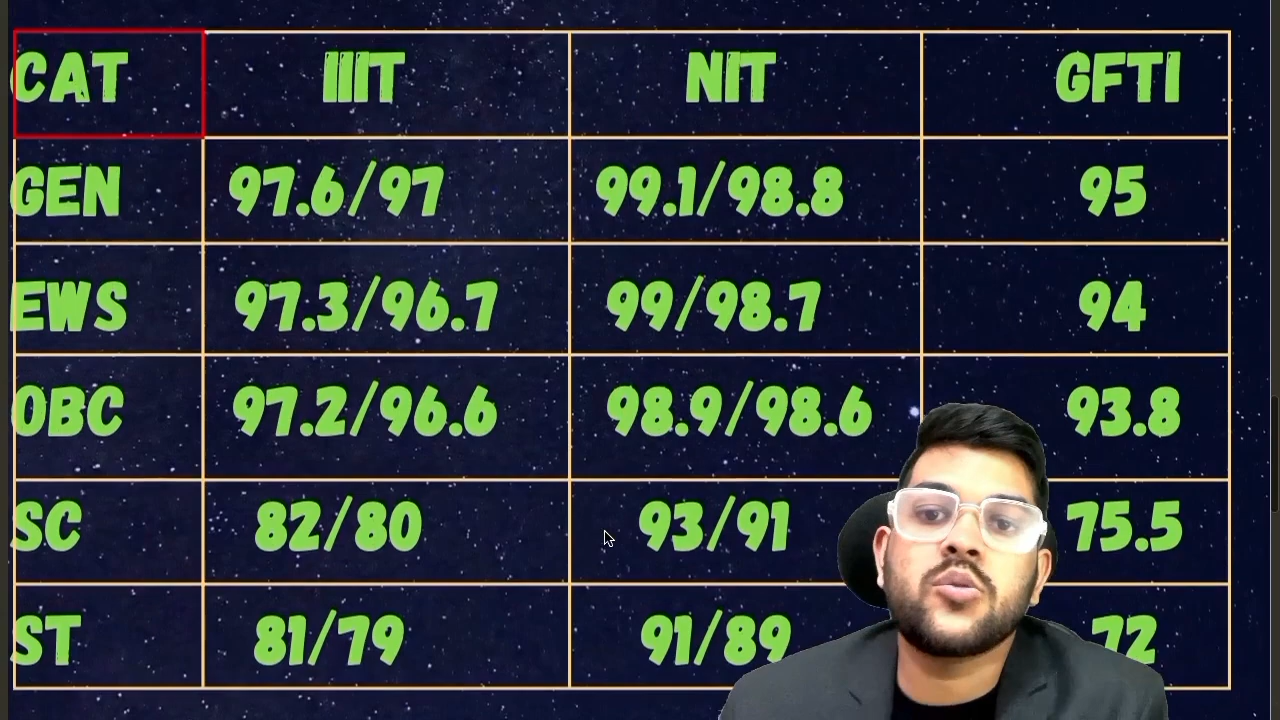 CAT IIIT NIT GFTI
GEN 97.6/97 99.1/98.8 95
EWS 97.3/96.7 99/98.7 94
OBC 97.2/96.6 98.9/98.6 93.8
SC 82/80 93/91 75.5
ST 81/79 91/89 72